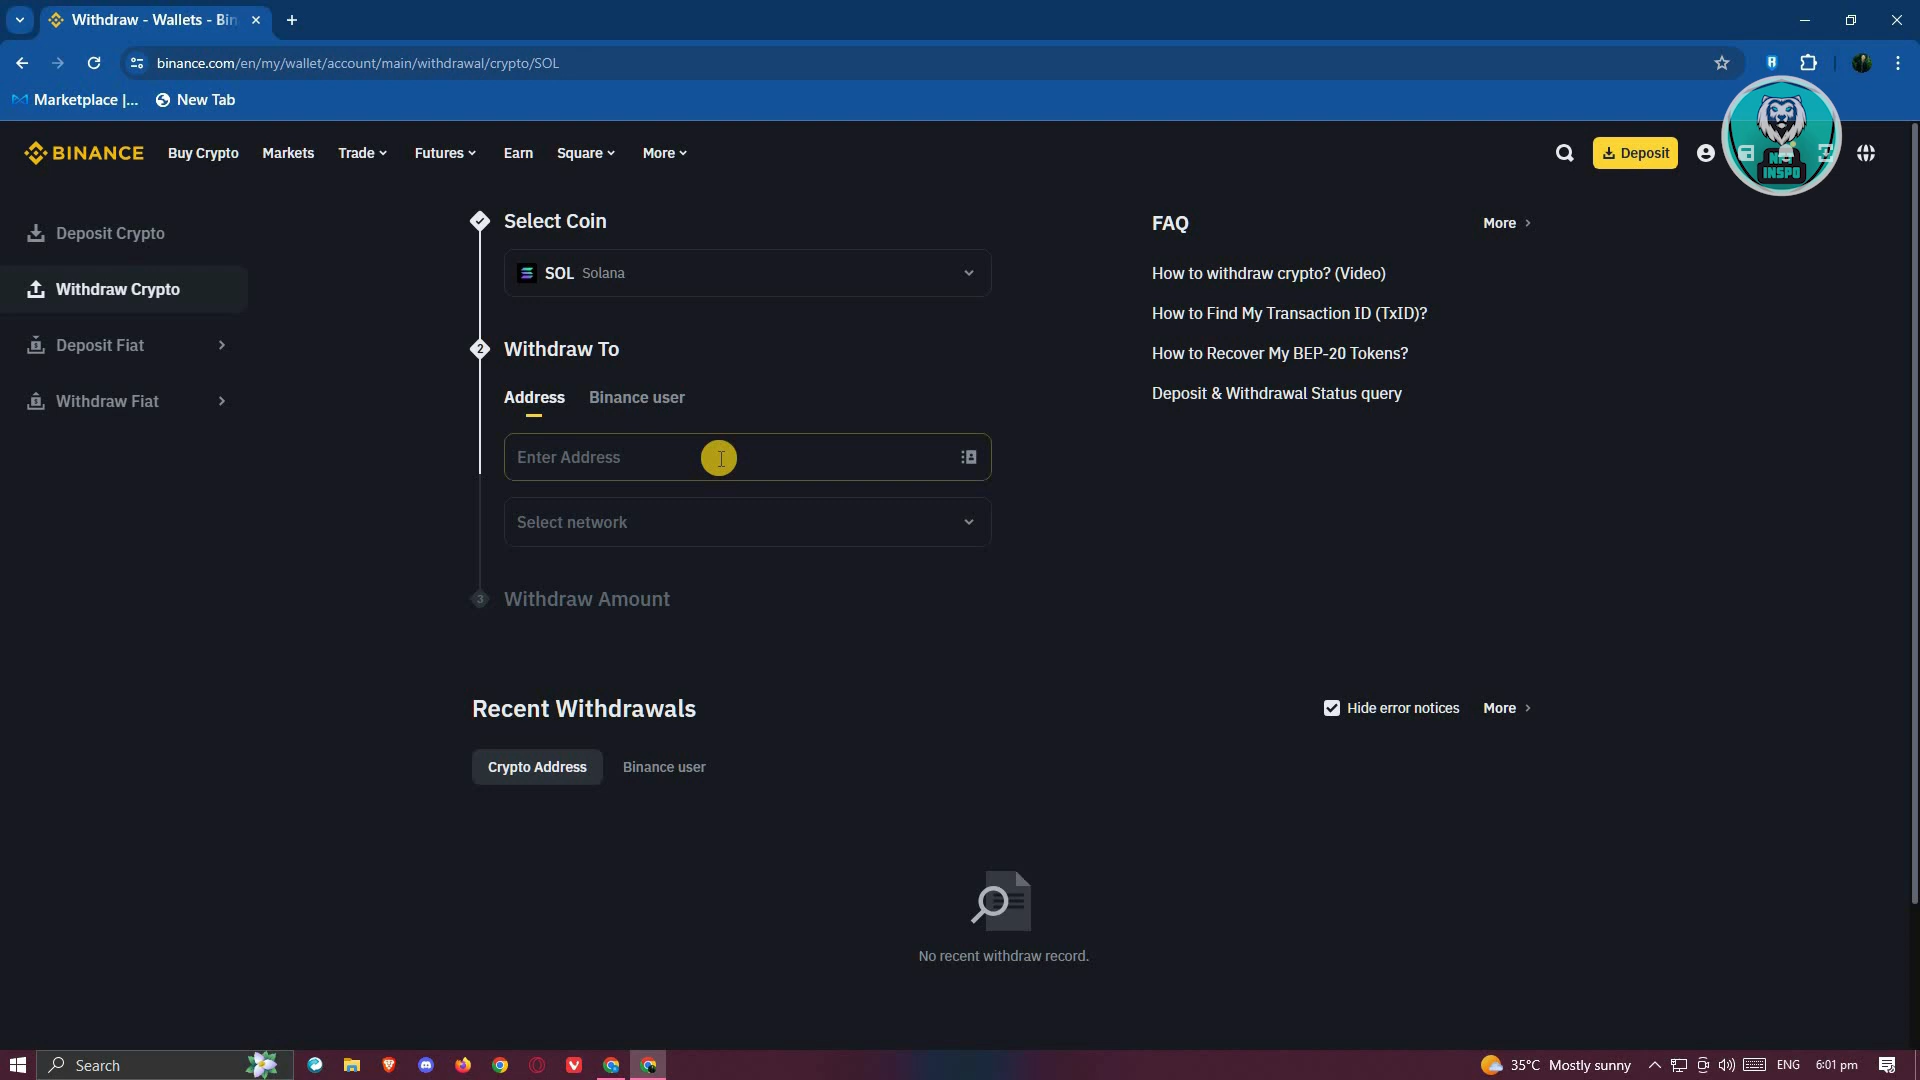 Withdraw - Wallets - Bin
binance.com/en/my/wallet/account/main/withdrawal/crypto/SOL
Marketplace |... New Tab
BINANCE Buy Crypto Markets Trade Futures Earn Square More Deposit
NFT
INSPO
Deposit Crypto
Withdraw Crypto
Deposit Fiat
Withdraw Fiat
Select Coin
SOL Solana
2 Withdraw To
Address Binance user
Enter Address
Select network
3 Withdraw Amount
FAQ More
How to withdraw crypto? (Video)
How to Find My Transaction ID (TxID)?
How to Recover My BEP-20 Tokens?
Deposit & Withdrawal Status query
Recent Withdrawals Hide error notices More
Crypto Address Binance user
No recent withdraw record.
Search 35°C Mostly sunny ENG 6:01 pm